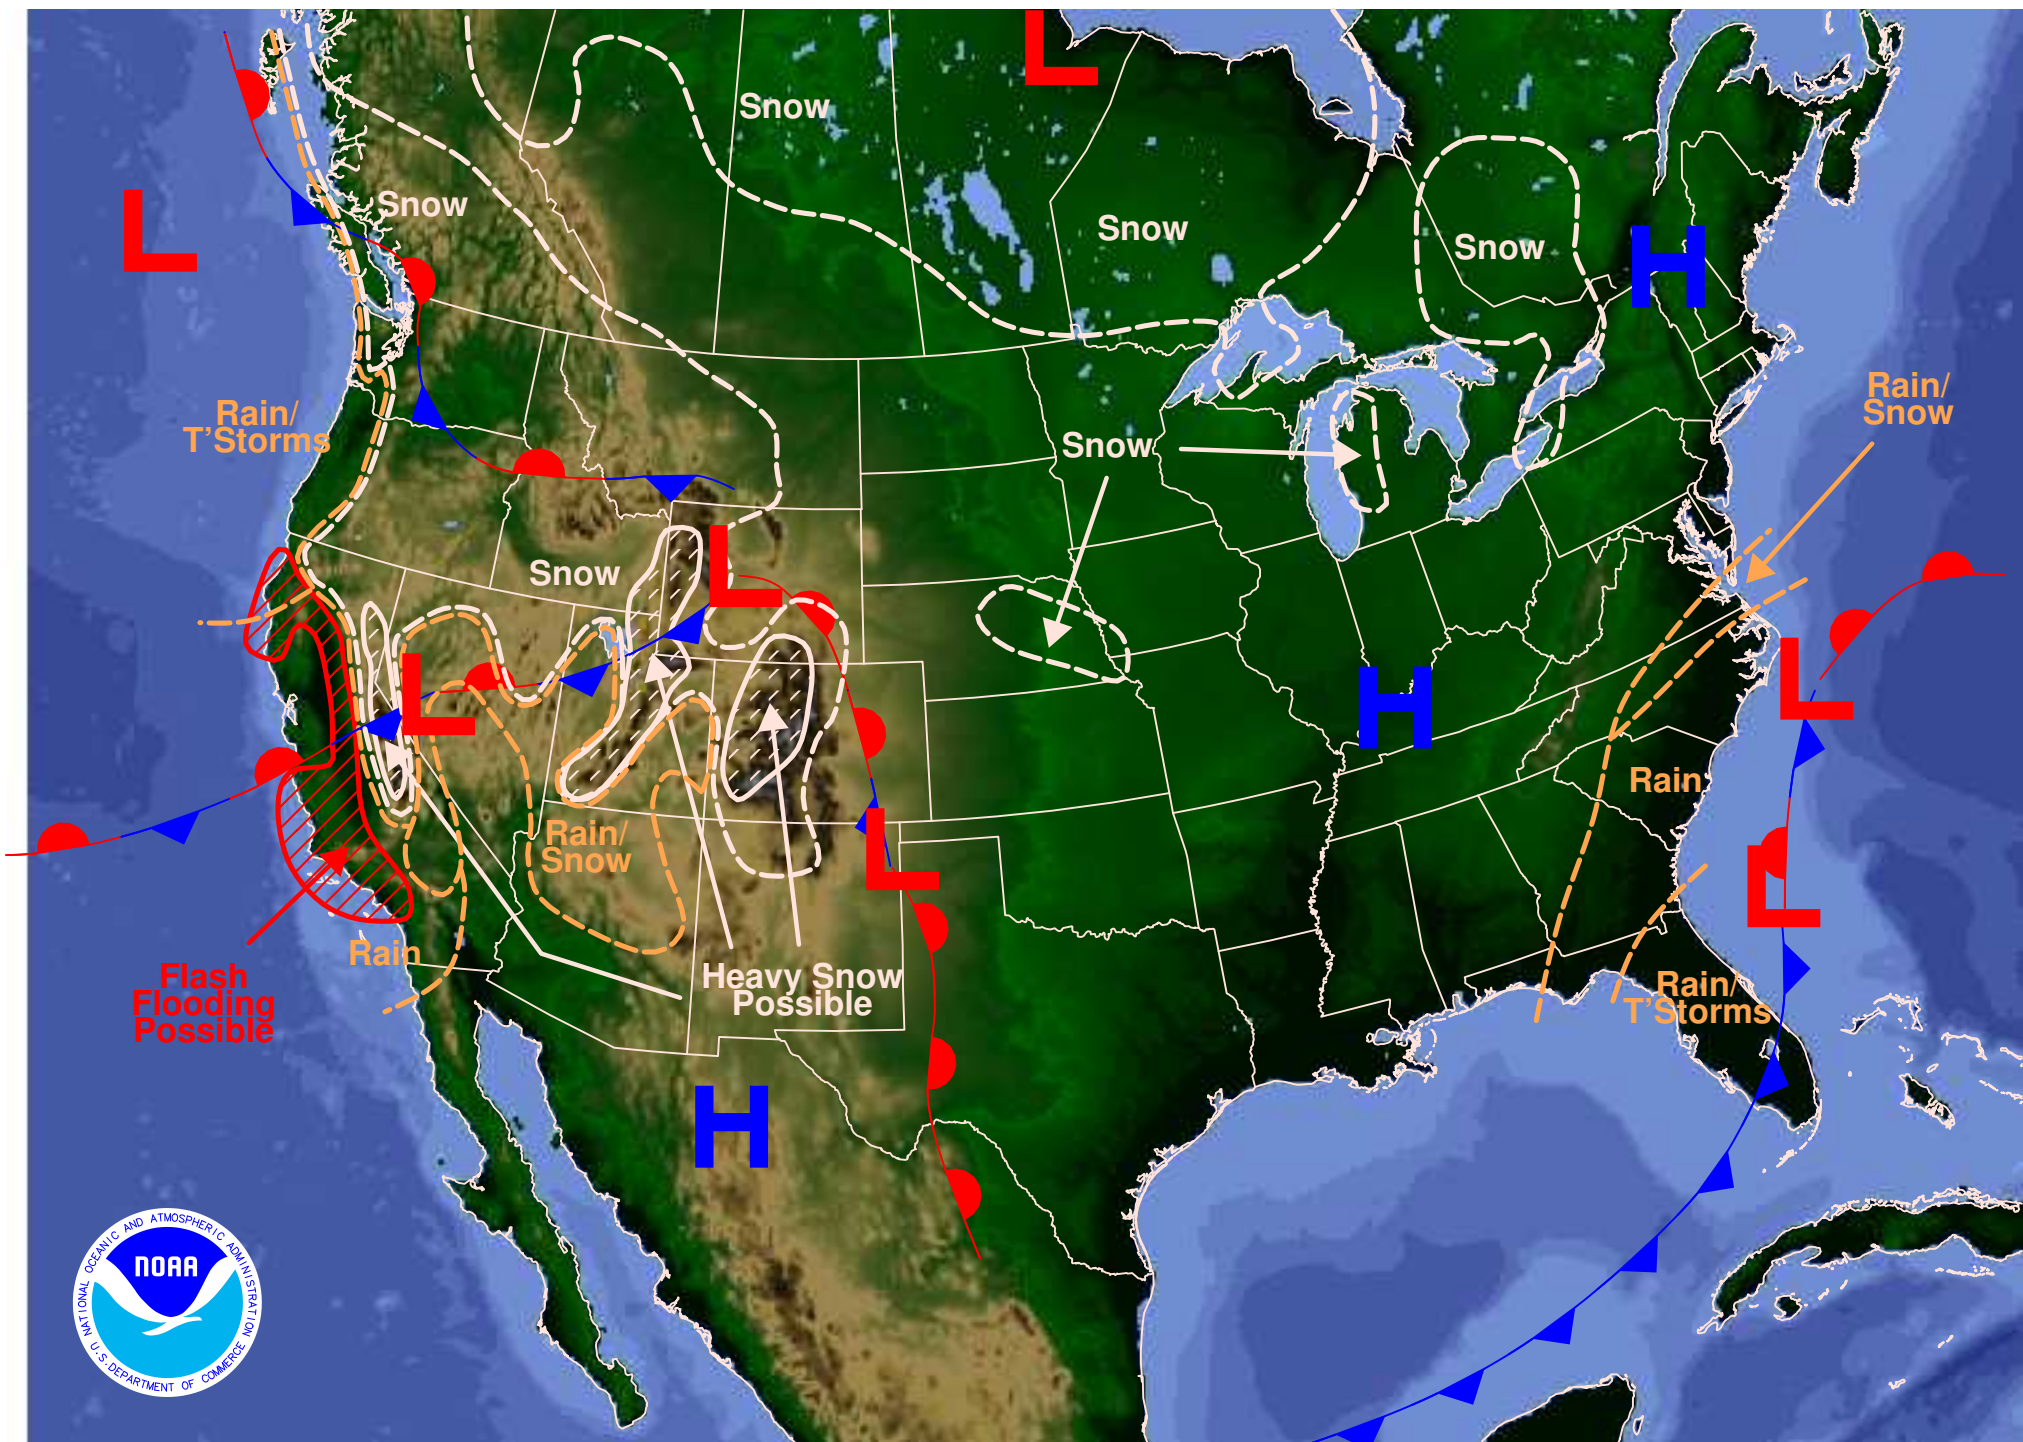 L
Snow
Snow
L
Snow
Snow
H
Rain/
Snow
Rain/
T'Storms
Snow
L
Snow
L
H
L
Rain
Rain/
Snow
L
L
Rain
Flash
Flooding
Possible
Heavy Snow
Possible
Rain/
T'Storms
H
NATIONAL OCEANIC AND ATMOSPHERIC ADMINISTRATION
NOAA
U.S. DEPARTMENT OF COMMERCE